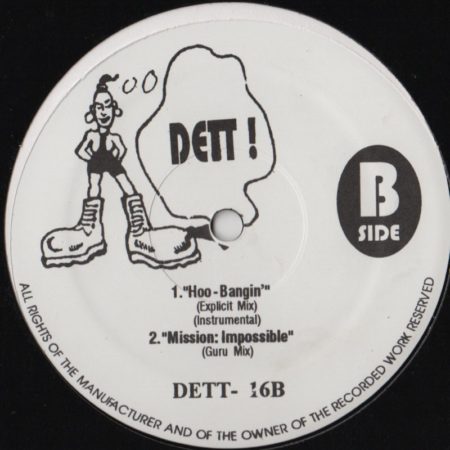 DETT !
B
SIDE
1."Hoo-Bangin'"
(Explicit Mix)
(Instrumental)
2."Mission: Impossible"
(Guru Mix)
DETT- 16B
ALL RIGHTS OF THE MANUFACTURER AND OF THE OWNER OF THE RECORDED WORK RESERVED